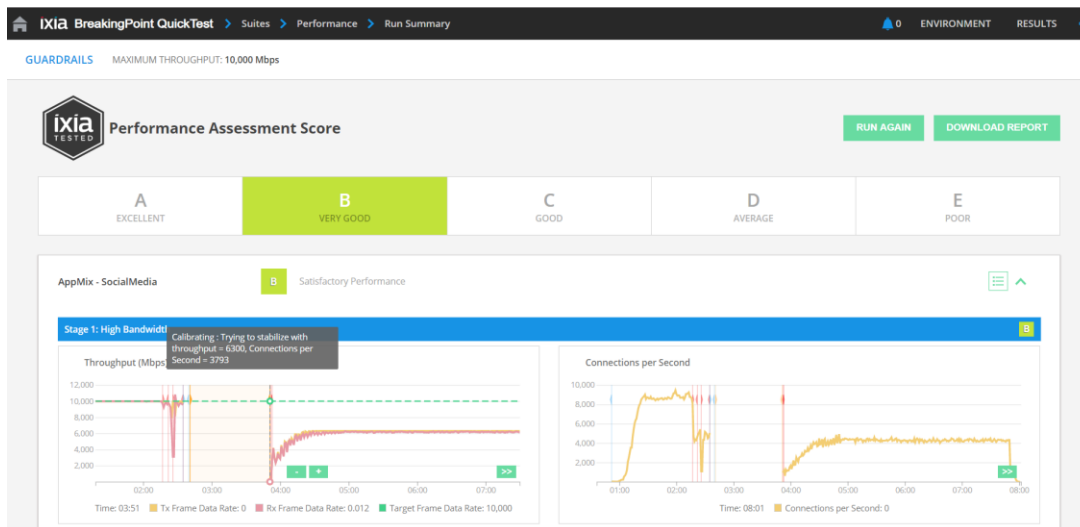 ixia BreakingPoint QuickTest > Suites > Performance > Run Summary 0 ENVIRONMENT RESULTS
GUARDRAILS MAXIMUM THROUGHPUT: 10,000 Mbps
ixia
TESTED
Performance Assessment Score
RUN AGAIN DOWNLOAD REPORT
A B C D E
EXCELLENT VERY GOOD GOOD AVERAGE POOR
AppMix - SocialMedia B Satisfactory Performance
Stage 1: High Bandwidth B
Calibrating : Trying to stabilize with
throughput = 6300, Connections per
Second = 3793
Throughput (Mbps) Connections per Second
12,000
10,000
8,000
6,000
4,000
2,000
- + >>
02:00 03:00 04:00 05:00 06:00 07:00
Time: 03:51 Tx Frame Data Rate: 0 Rx Frame Data Rate: 0.012 Target Frame Data Rate: 10,000
10,000
8,000
6,000
4,000
2,000
>>
01:00 02:00 03:00 04:00 05:00 06:00 07:00 08:00
Time: 08:01 Connections per Second: 0